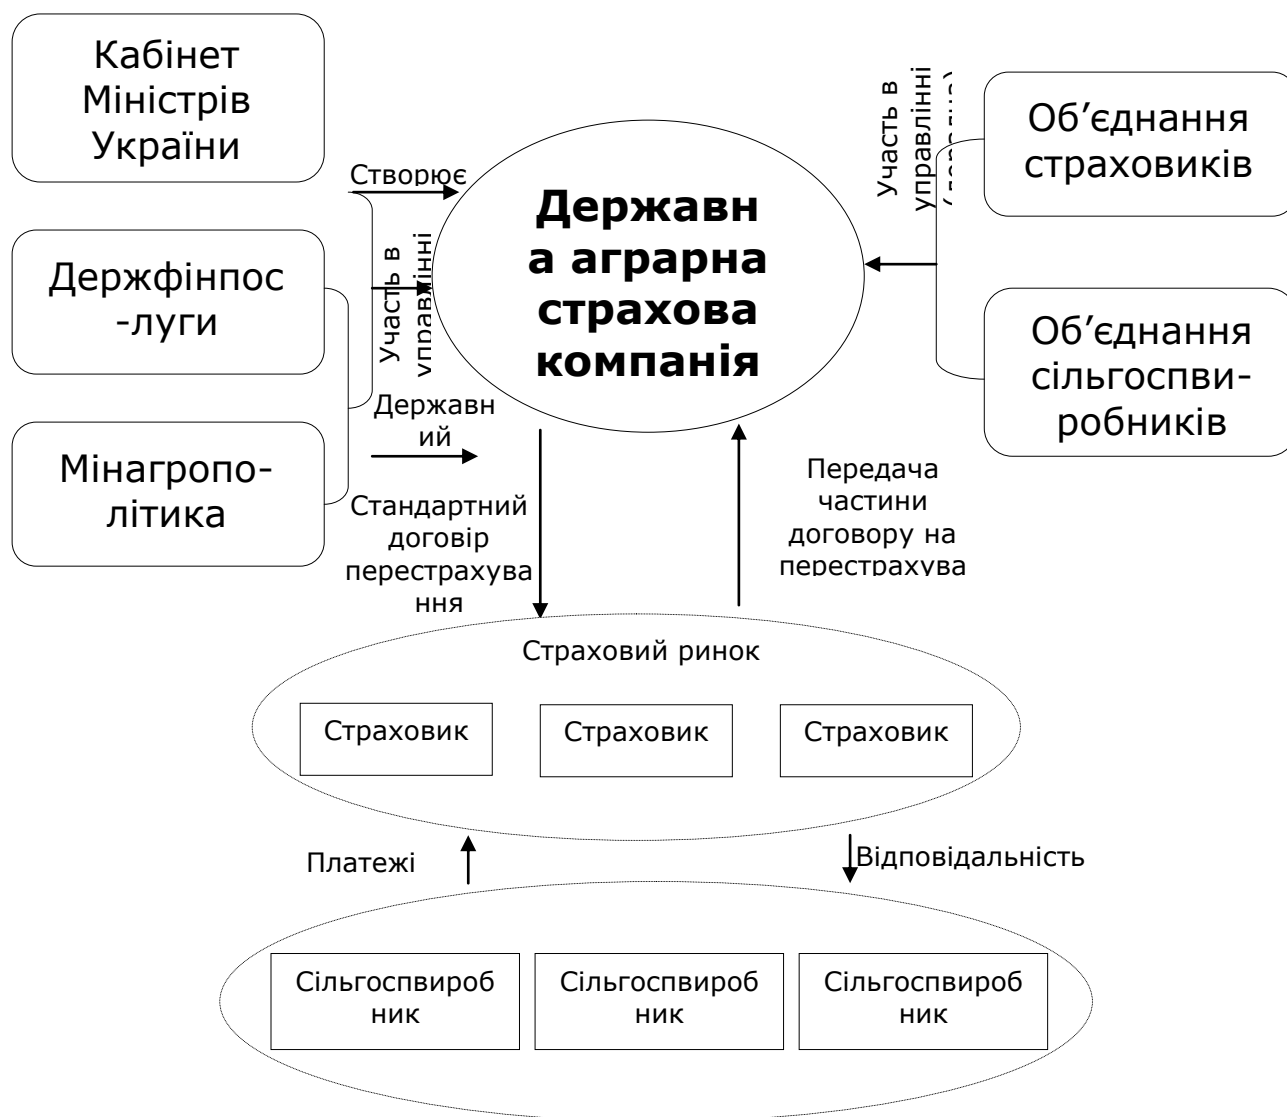 Кабінет
Міністрів
України
Створює
Держфінпос
-луги
Участь в
управлінні
Мінагропо-
літика
Державн
ий
Державн
а аграрна
страхова
компанія
Участь в
управлінні
Об’єднання
страховиків
Об’єднання
сільгоспви-
робників
Стандартний
договір
перестрахува
ння
Передача
частини
договору на
перестрахува
Страховий ринок
Страховик
Страховик
Страховик
Платежі
Відповідальність
Сільгоспвироб
ник
Сільгоспвироб
ник
Сільгоспвироб
ник